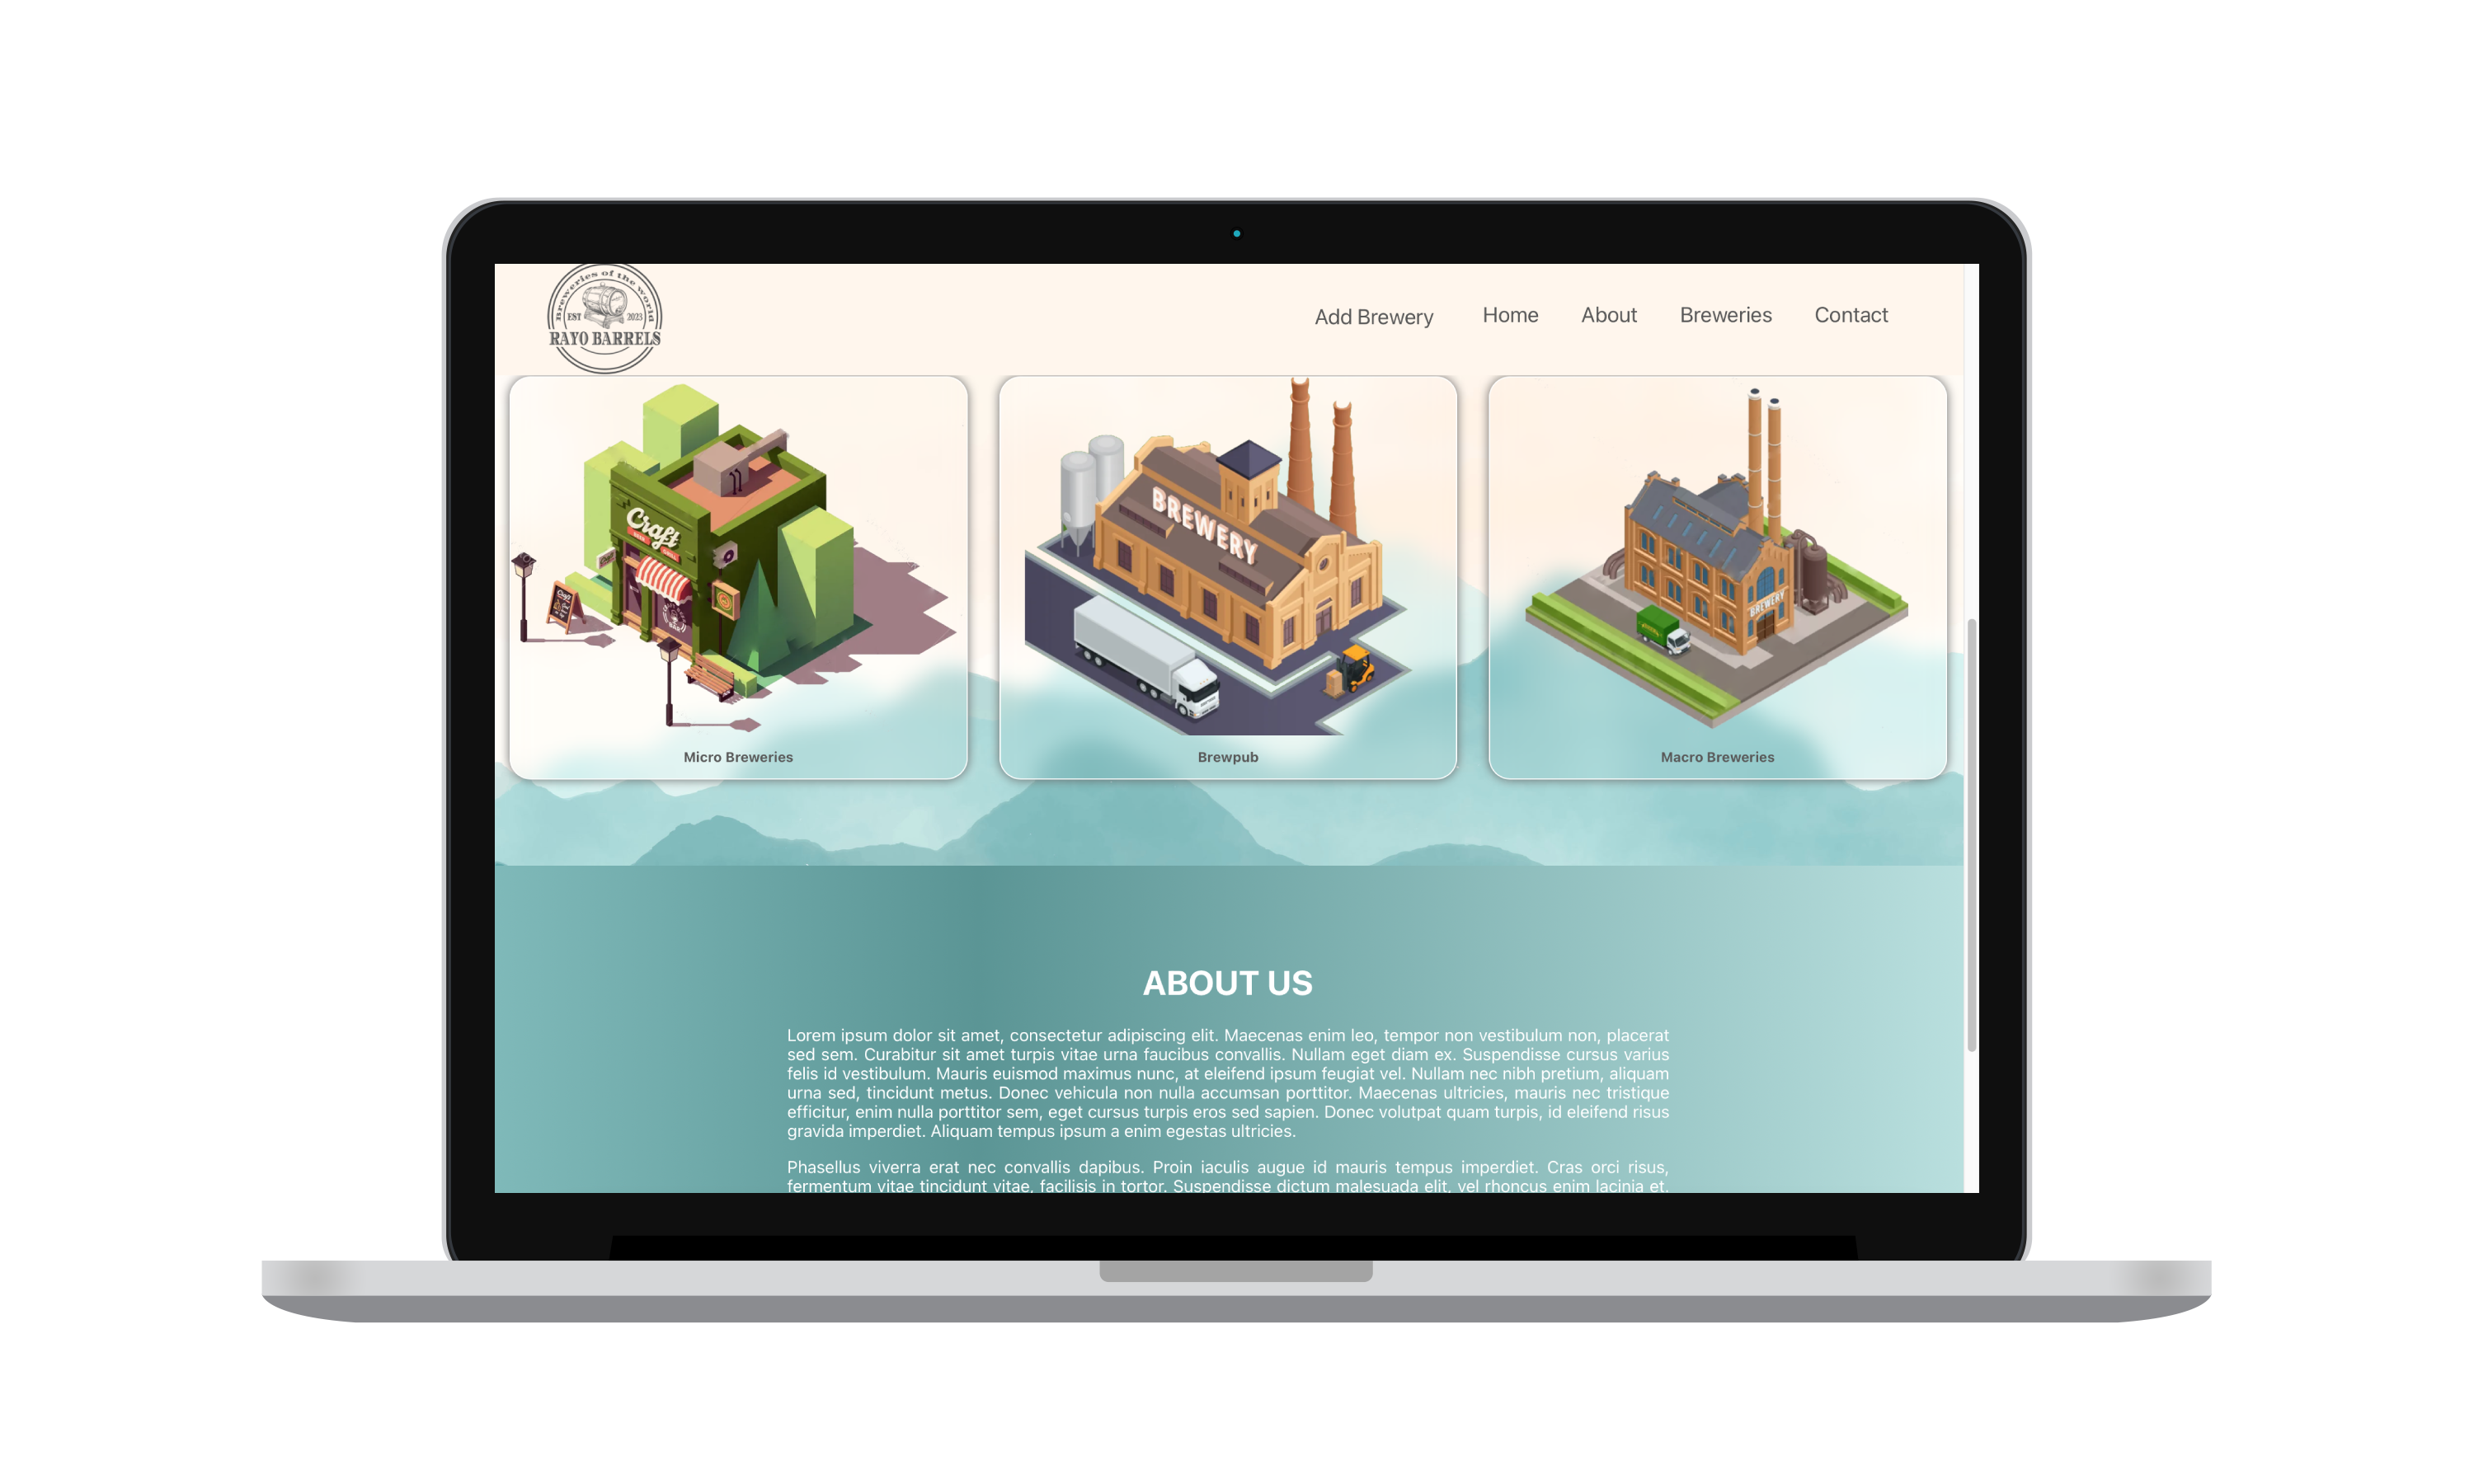 Breweries of the world
EST 2023
RAYO BARRELS
Add Brewery Home About Breweries Contact
Craft
BREWERY
BREWERY
Craft
Micro Breweries Brewpub Macro Breweries
ABOUT US
Lorem ipsum dolor sit amet, consectetur adipiscing elit. Maecenas enim leo, tempor non vestibulum non, placerat
sed sem. Curabitur sit amet turpis vitae urna faucibus convallis. Nullam eget diam ex. Suspendisse cursus varius
felis id vestibulum. Mauris euismod maximus nunc, at eleifend ipsum feugiat vel. Nullam nec nibh pretium, aliquam
urna sed, tincidunt metus. Donec vehicula non nulla accumsan porttitor. Maecenas ultricies, mauris nec tristique
efficitur, enim nulla porttitor sem, eget cursus turpis eros sed sapien. Donec volutpat quam turpis, id eleifend risus
gravida imperdiet. Aliquam tempus ipsum a enim egestas ultricies.
Phasellus viverra erat nec convallis dapibus. Proin iaculis augue id mauris tempus imperdiet. Cras orci risus,
fermentum vitae tincidunt vitae, facilisis in tortor. Suspendisse dictum malesuada elit, vel rhoncus enim lacinia et.